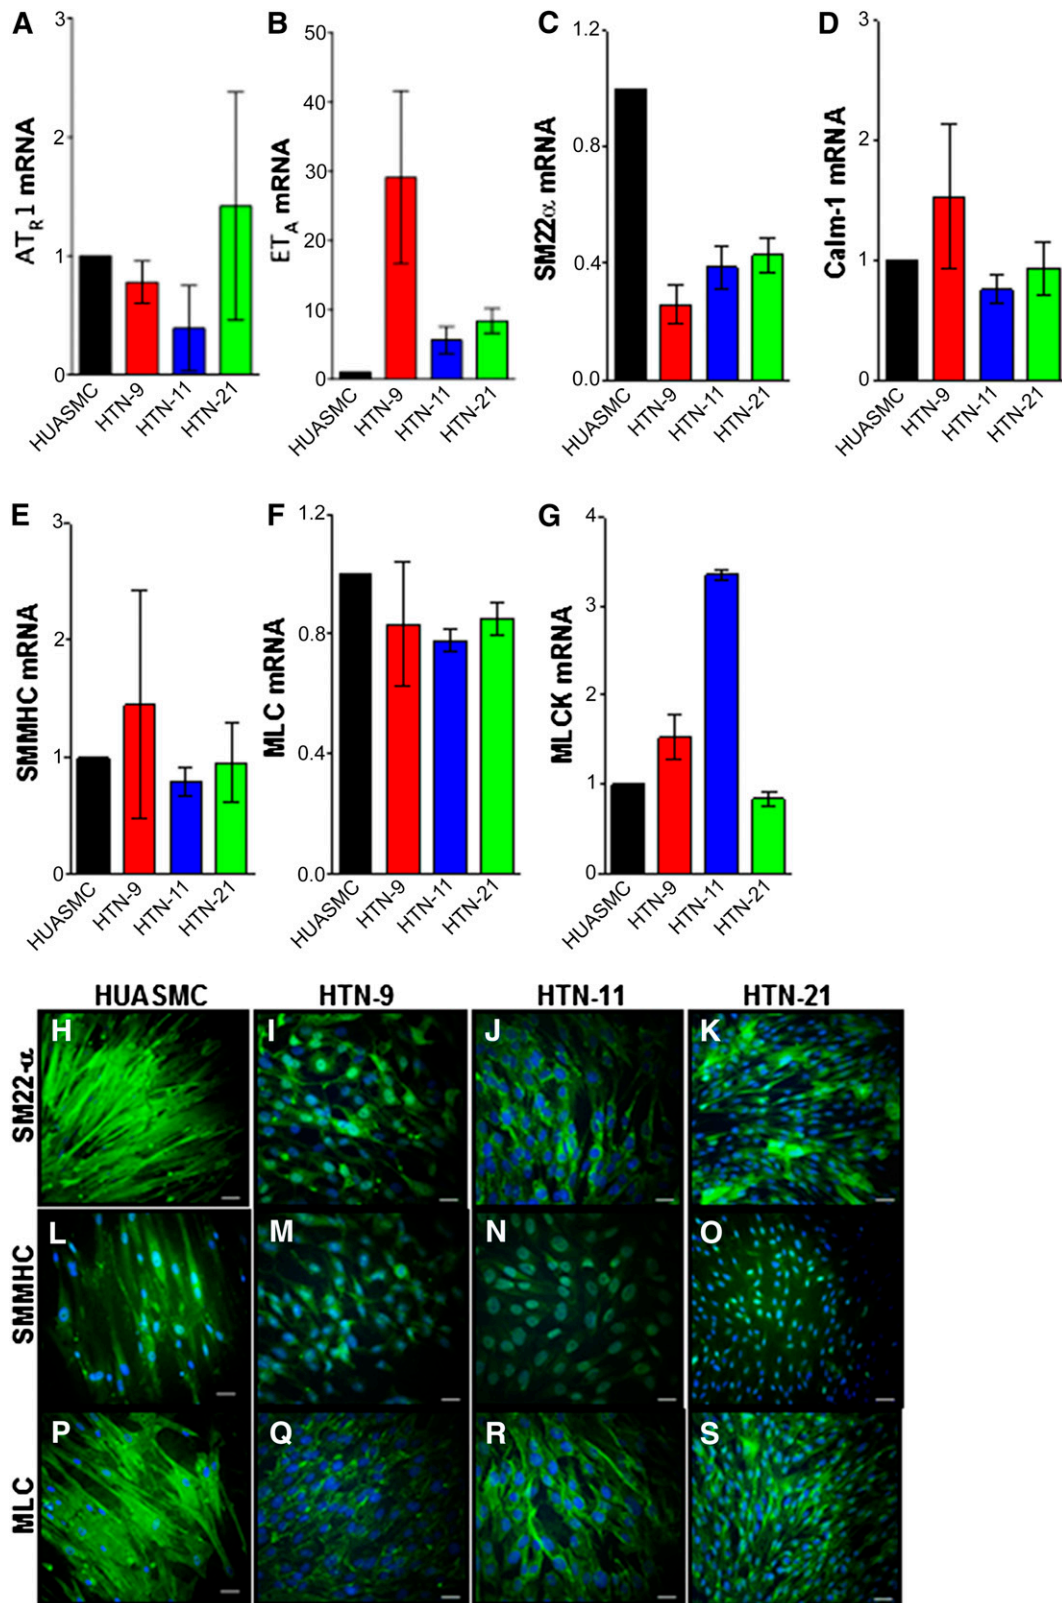 A
AT_R1 mRNA
3
2
1
0
HUASMC
HTN-9
HTN-11
HTN-21
B
ET_A mRNA
50
40
30
20
10
0
HUASMC
HTN-9
HTN-11
HTN-21
C
SM22α mRNA
1.2
0.8
0.4
0.0
HUASMC
HTN-9
HTN-11
HTN-21
D
Calm-1 mRNA
3
2
1
0
HUASMC
HTN-9
HTN-11
HTN-21
E
SMMHC mRNA
3
2
1
0
HUASMC
HTN-9
HTN-11
HTN-21
F
MLC mRNA
1.2
0.8
0.4
0.0
HUASMC
HTN-9
HTN-11
HTN-21
G
MLCK mRNA
4
3
2
1
0
HUASMC
HTN-9
HTN-11
HTN-21
HUASMC HTN-9 HTN-11 HTN-21
SM22-α
H I J K
SMMHC
L M N O
MLC
P Q R S